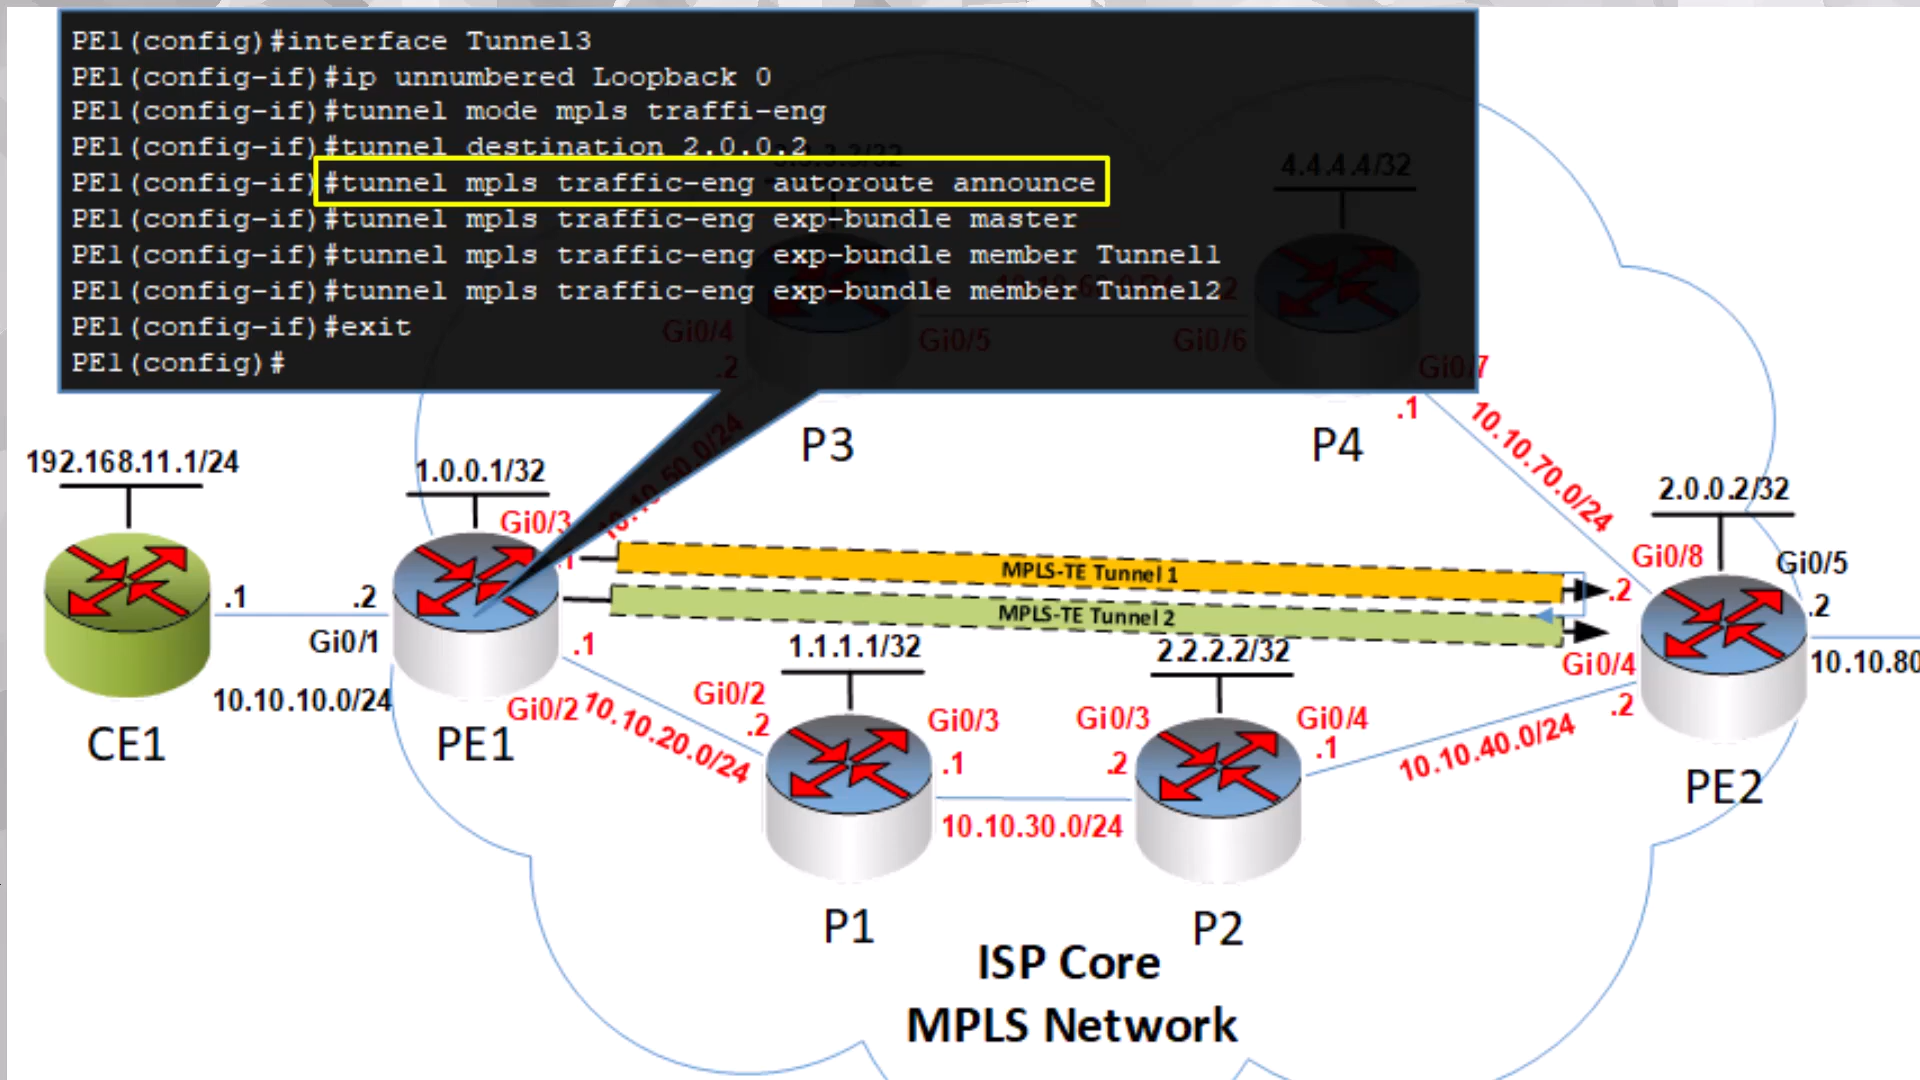 PE1(config)#interface Tunnel3
PE1(config-if)#ip unnumbered Loopback 0
PE1(config-if)#tunnel mode mpls traffi-eng
PE1(config-if)#tunnel destination 2.0.0.2
PE1(config-if)#tunnel mpls traffic-eng autoroute announce
PE1(config-if)#tunnel mpls traffic-eng exp-bundle master
PE1(config-if)#tunnel mpls traffic-eng exp-bundle member Tunnel1
PE1(config-if)#tunnel mpls traffic-eng exp-bundle member Tunnel2
PE1(config-if)#exit
PE1(config)#
4.4.4.4/32
Gi0/4
.2
Gi0/5
Gi0/6
.2
Gi0/7
.1
P3
P4
10.10.70.0/24
192.168.11.1/24
1.0.0.1/32
2.0.0.2/32
Gi0/3
.1
MPLS-TE Tunnel 1
MPLS-TE Tunnel 2
Gi0/8
.2
Gi0/5
.2
.1
.2
Gi0/1
10.10.10.0/24
CE1
PE1
.1
Gi0/2
10.10.20.0/24
1.1.1.1/32
2.2.2.2/32
Gi0/2
.2
Gi0/3
.1
Gi0/3
.2
Gi0/4
.1
Gi0/4
.2
10.10.80
10.10.30.0/24
10.10.40.0/24
PE2
P1
P2
ISP Core
MPLS Network